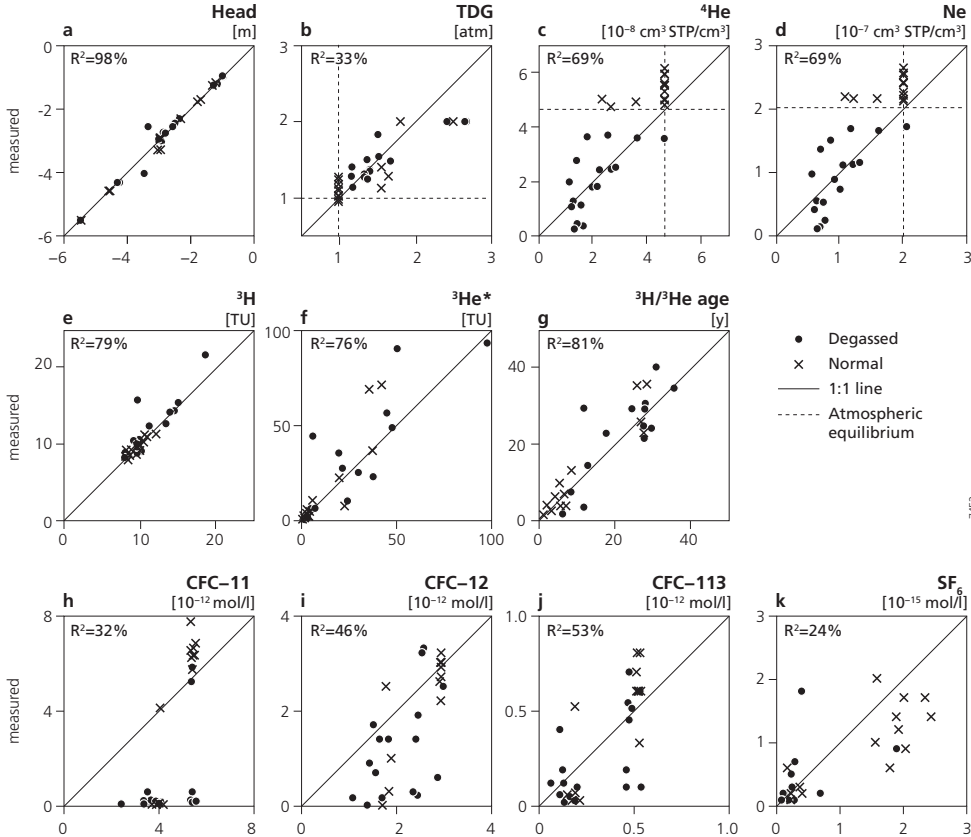 Head
a [m]
R²=98%
0
−2
−4
−6
measured
−6 −4 −2 0
TDG
b [atm]
R²=33%
3
2
1
1 2 3
⁴He
c [10⁻⁸ cm³ STP/cm³]
R²=69%
6
4
2
0
0 2 4 6
Ne
d [10⁻⁷ cm³ STP/cm³]
R²=69%
3
2
1
0
0 1 2 3
³H
e [TU]
R²=79%
20
10
0
measured
0 10 20
³He*
f [TU]
R²=76%
100
50
0
0 50 100
³H/³He age
g [y]
R²=81%
40
20
0
0 20 40
Degassed
Normal
1:1 line
Atmospheric
equilibrium
CFC–11
h [10⁻¹² mol/l]
R²=32%
8
4
0
measured
0 4 8
CFC–12
i [10⁻¹² mol/l]
R²=46%
4
2
0
0 2 4
CFC–113
j [10⁻¹² mol/l]
R²=53%
1.0
0.5
0
0 0.5 1.0
SF₆
k [10⁻¹⁵ mol/l]
R²=24%
3
2
1
0
0 1 2 3